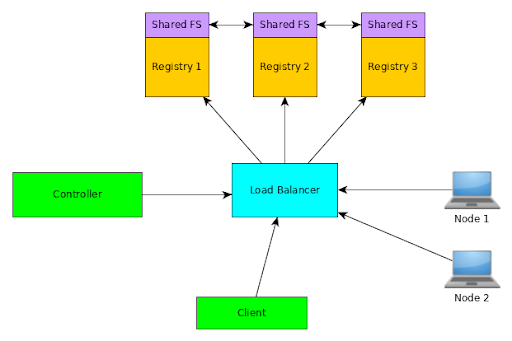 Shared FS
Shared FS
Shared FS
Registry 1
Registry 2
Registry 3
Controller
Load Balancer
Node 1
Node 2
Client